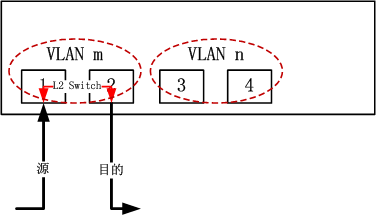 VLAN m VLAN n
1 L2 Switch 2 3 4
源 目的